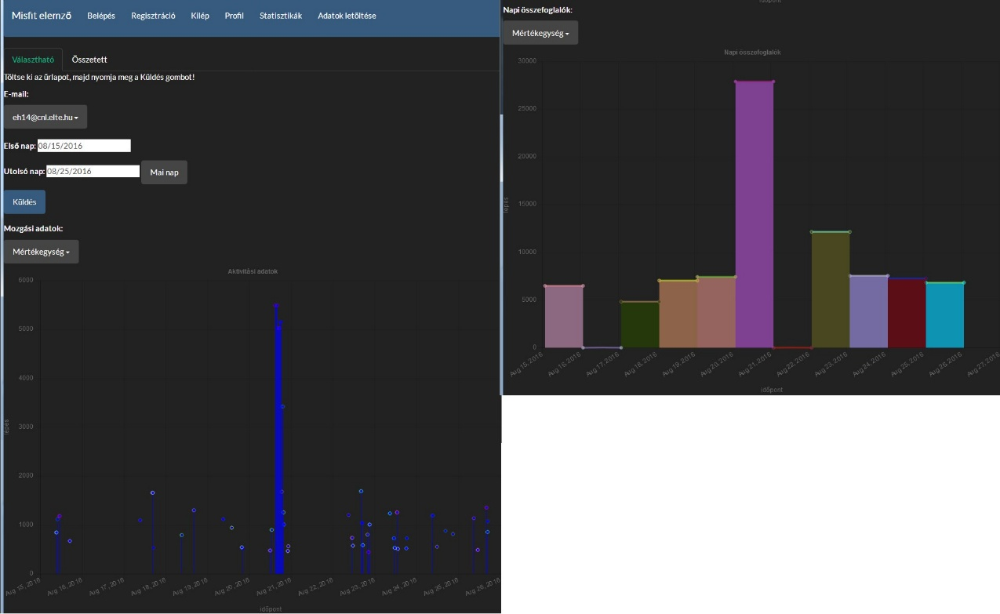 Misfit elemző Belépés Regisztráció Kilép Profil Statisztikák Adatok letöltése
Választható Összetett
Töltse ki az űrlapot, majd nyomja meg a Küldés gombot!
E-mail:
eh14@cnl.elte.hu
Első nap: 08/15/2016
Utolsó nap: 08/25/2016 Mai nap
Küldés
Mozgási adatok:
Mértékegység
Aktivitási adatok
6000
5000
4000
3000
2000
1000
0
lépés
Aug 15, 2016 Aug 16, 2016 Aug 17, 2016 Aug 18, 2016 Aug 19, 2016 Aug 20, 2016 Aug 21, 2016 Aug 22, 2016 Aug 23, 2016 Aug 24, 2016 Aug 25, 2016 Aug 26, 2016
időpont
időpont
Napi összefoglalók:
Mértékegység
Napi összefoglalók
30000
25000
20000
15000
10000
5000
0
lépés
Aug 15, 2016 Aug 16, 2016 Aug 17, 2016 Aug 18, 2016 Aug 19, 2016 Aug 20, 2016 Aug 21, 2016 Aug 22, 2016 Aug 23, 2016 Aug 24, 2016 Aug 25, 2016 Aug 26, 2016 Aug 27, 2016
időpont